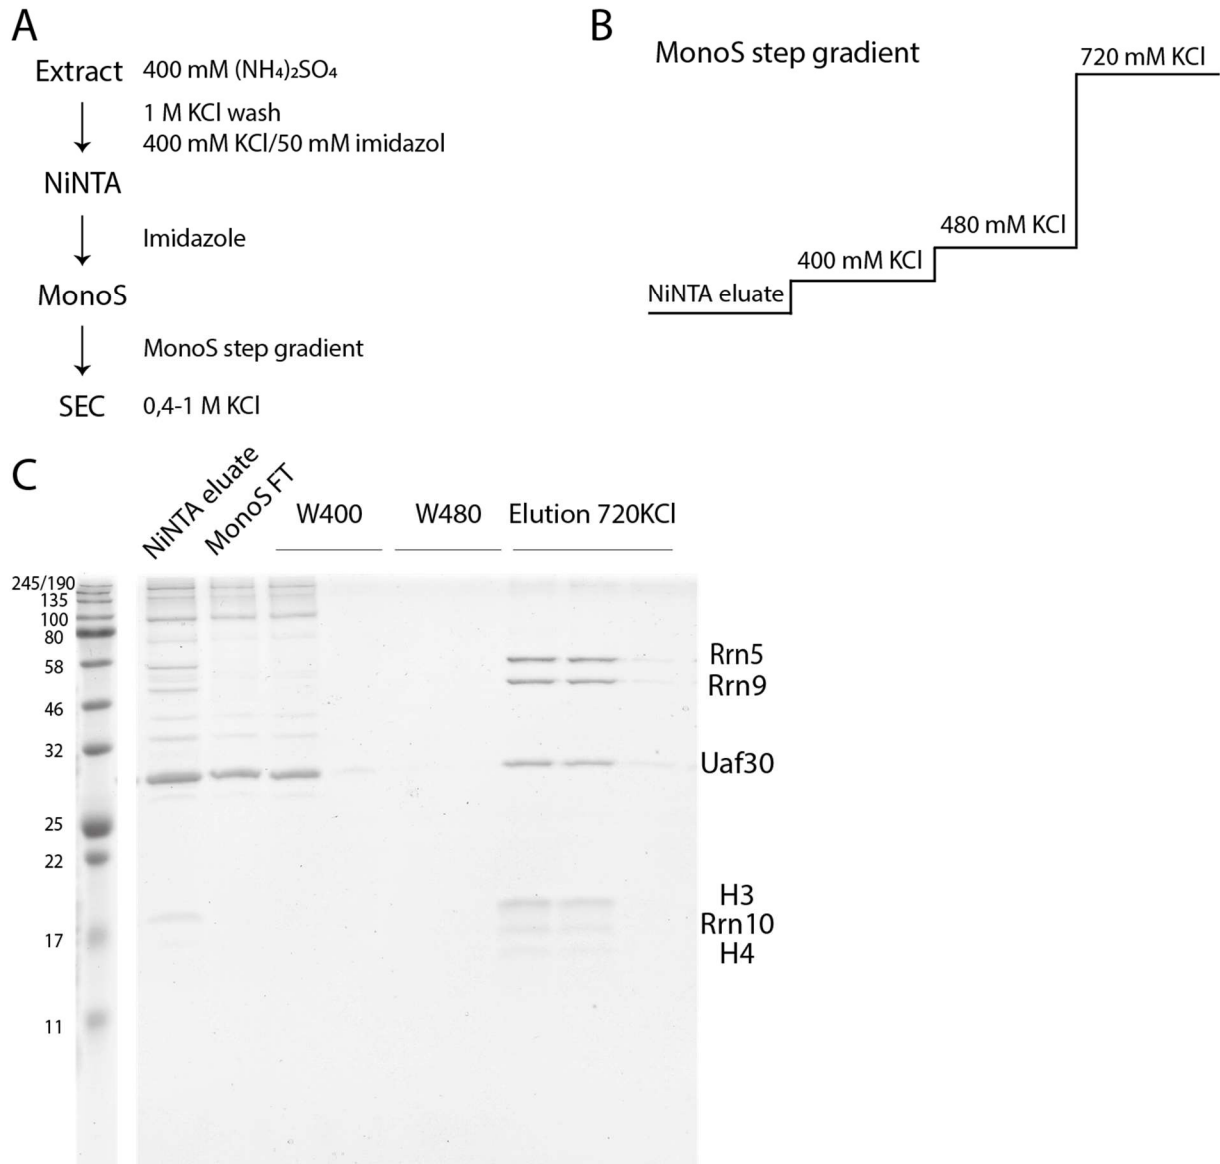 A
Extract 400 mM (NH₄)₂SO₄
1 M KCl wash
400 mM KCl/50 mM imidazol
NiNTA
Imidazole
MonoS
MonoS step gradient
SEC 0,4-1 M KCl
B
MonoS step gradient
720 mM KCl
480 mM KCl
400 mM KCl
NiNTA eluate
C
NiNTA eluate
MonoS FT
W400
W480
Elution 720KCl
245/190
135
100
80
58
46
32
25
22
17
11
Rrn5
Rrn9
Uaf30
H3
Rrn10
H4